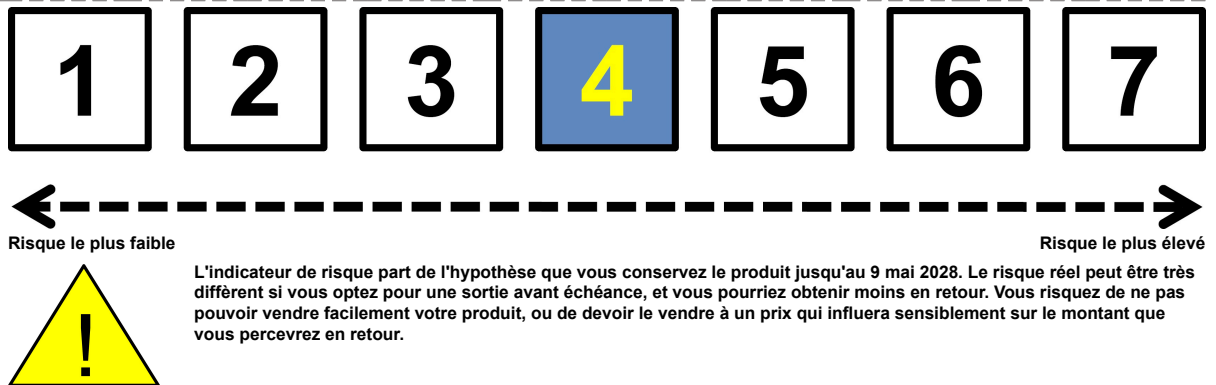 1 2 3 4 5 6 7
Risque le plus faible Risque le plus élevé
L'indicateur de risque part de l'hypothèse que vous conservez le produit jusqu'au 9 mai 2028. Le risque réel peut être très
diffèrent si vous optez pour une sortie avant échéance, et vous pourriez obtenir moins en retour. Vous risquez de ne pas
pouvoir vendre facilement votre produit, ou de devoir le vendre à un prix qui influera sensiblement sur le montant que
vous percevrez en retour.
!